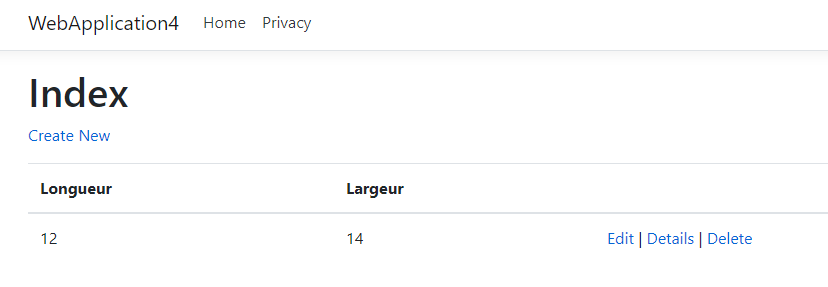 WebApplication4 Home Privacy
Index
Create New
Longueur Largeur
12 14 Edit | Details | Delete